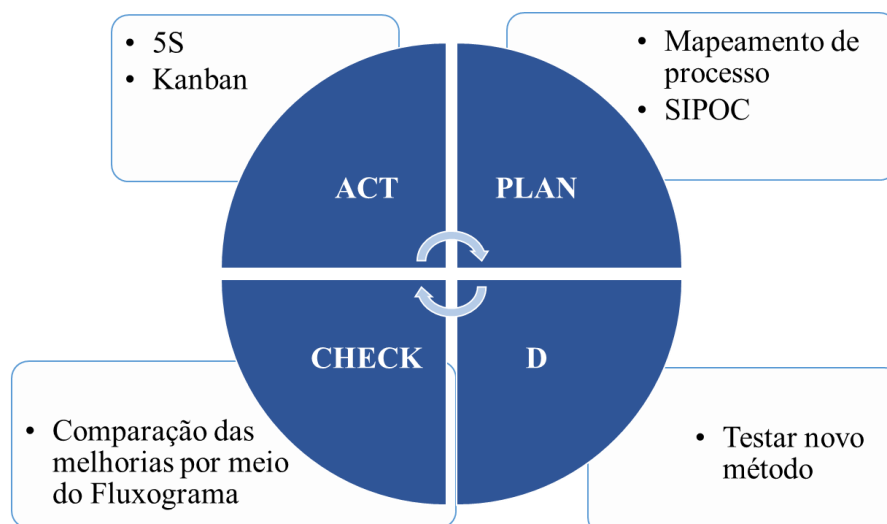 • 5S
• Kanban
• Mapeamento de
processo
• SIPOC
ACT
PLAN
CHECK
D
• Comparação das
melhorias por meio
do Fluxograma
• Testar novo
método